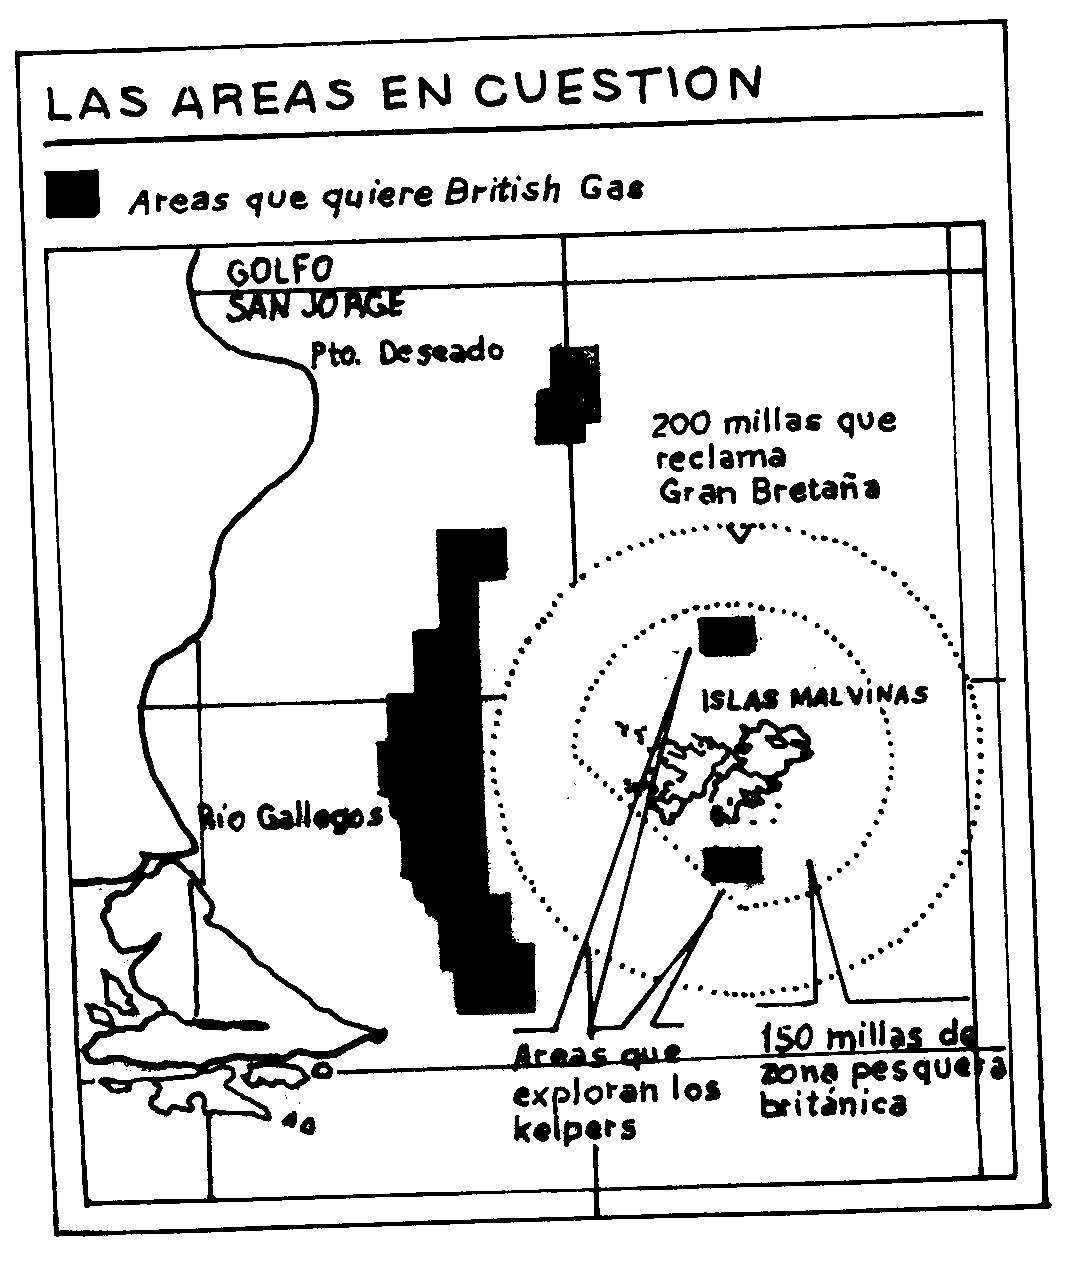 LAS AREAS EN CUESTION
Areas que quiere British Gas
GOLFO
SAN JORGE
Pto. Deseado
200 millas que
reclama
Gran Bretaña
ISLAS MALVINAS
Río Gallegos
Areas que
exploran los
kelpers
150 millas de
zona pesquera
británica